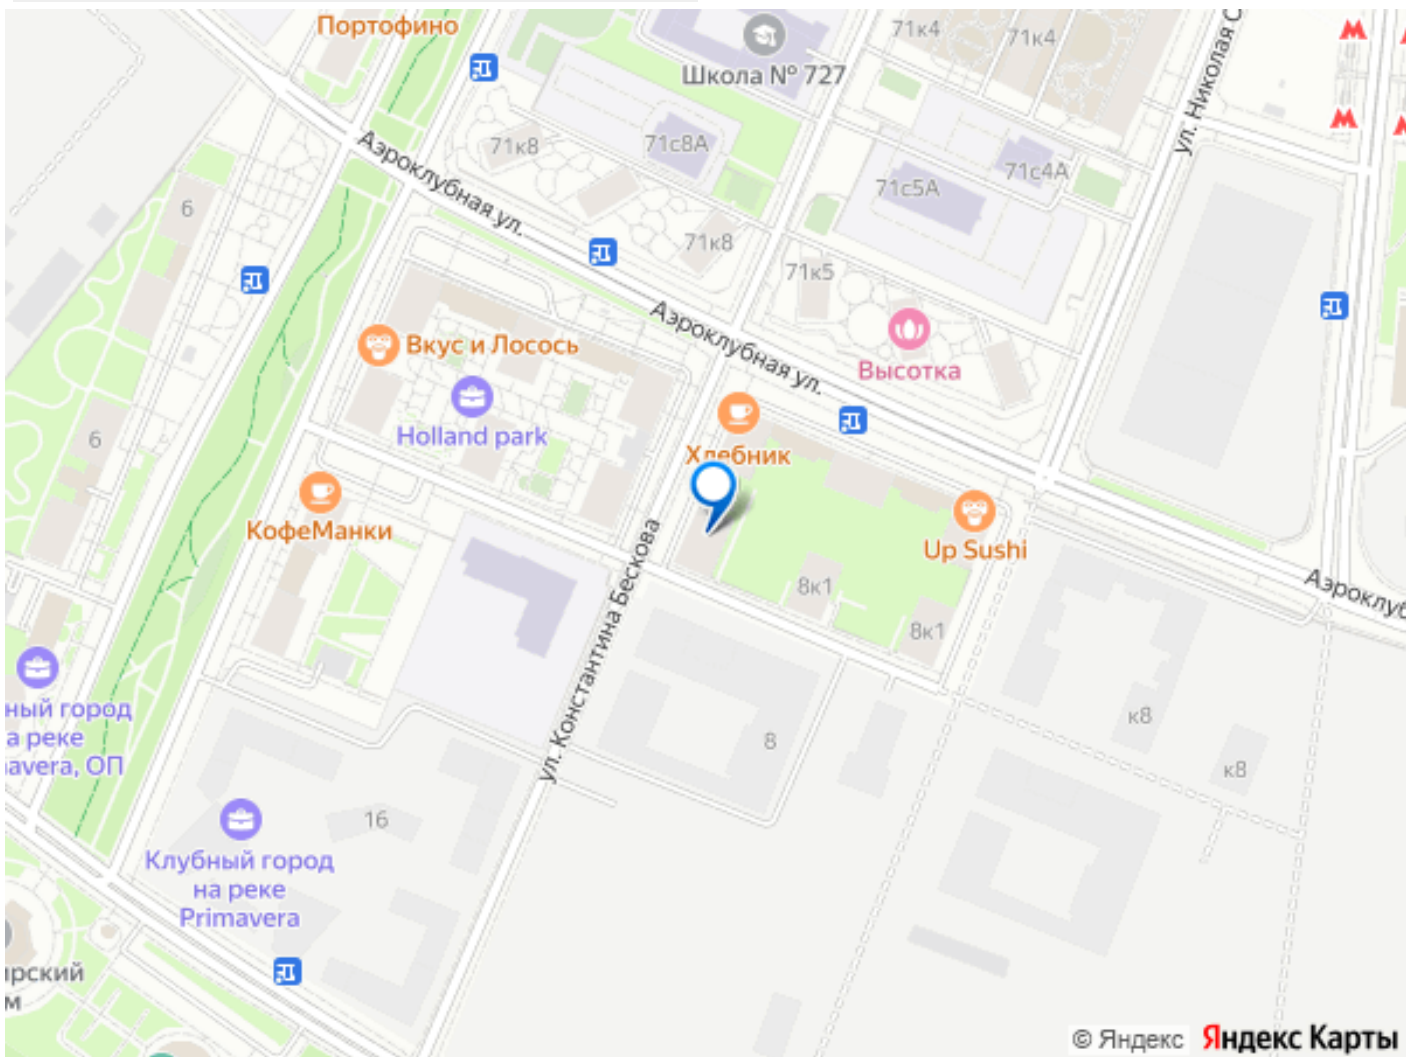 Портофино
Школа № 727
71к4
71к4
ул. Николая С
71к8
71с8А
71с5А
71с4А
Аэроклубная ул.
6
71к8
71к5
Аэроклубная ул.
Вкус и Лосось
Высотка
Holland park
6
Хлебник
КофеМанки
Up Sushi
8к1
8к1
Аэроклуб
ул. Константина Бескова
ный город
а реке
mavera, ОП
8
к8
к8
16
Клубный город
на реке
Primavera
ирский
м
© Яндекс Яндекс Карты